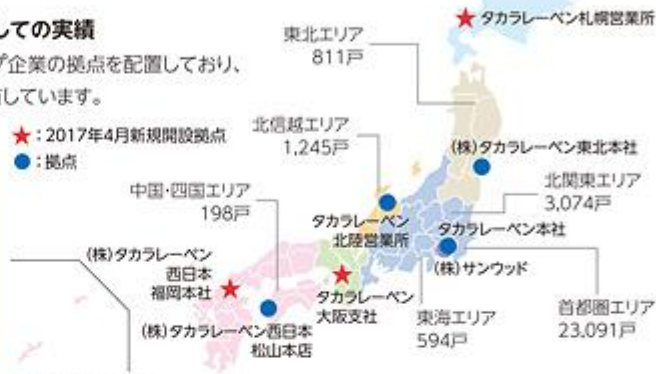 しての実績
プ企業の拠点を配置しており、
有しています。
★：2017年4月新規開設拠点
●：拠点
タカラレーベン札幌営業所
東北エリア
811戸
北信越エリア
1,245戸
(株)タカラレーベン東北本社
中国・四国エリア
198戸
北関東エリア
3,074戸
タカラレーベン
北陸営業所
タカラレーベン本社
(株)サンウッド
(株)タカラレーベン
西日本
福岡本社
タカラレーベン
大阪支社
(株)タカラレーベン西日本
松山本店
東海エリア
594戸
首都圏エリア
23,091戸